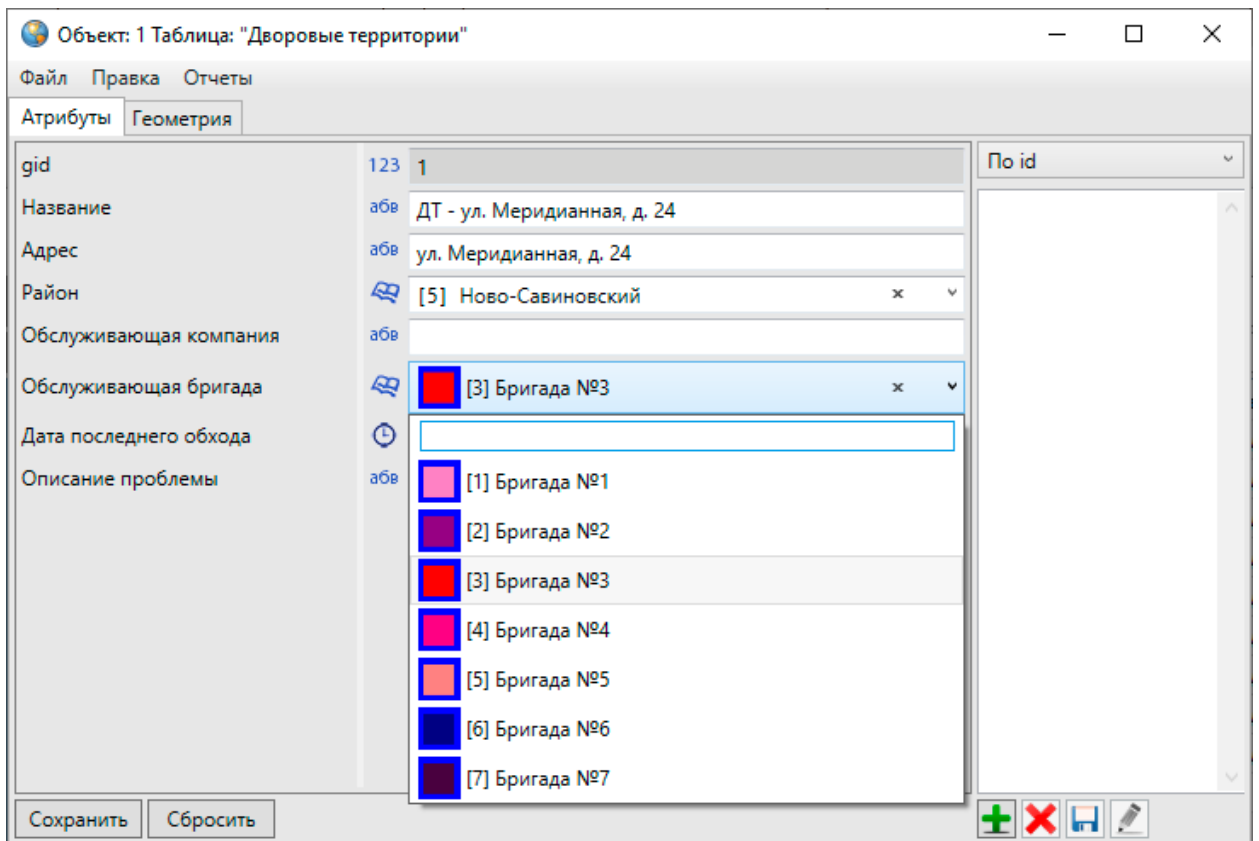 Объект: 1 Таблица: "Дворовые территории"
Файл Правка Отчеты
Атрибуты Геометрия
gid 123 1
По id
Название абв ДТ - ул. Меридианная, д. 24
Адрес абв ул. Меридианная, д. 24
Район [5] Ново-Савиновский
Обслуживающая компания абв
Обслуживающая бригада [3] Бригада №3
Дата последнего обхода
Описание проблемы абв
[1] Бригада №1
[2] Бригада №2
[3] Бригада №3
[4] Бригада №4
[5] Бригада №5
[6] Бригада №6
[7] Бригада №7
Сохранить Сбросить